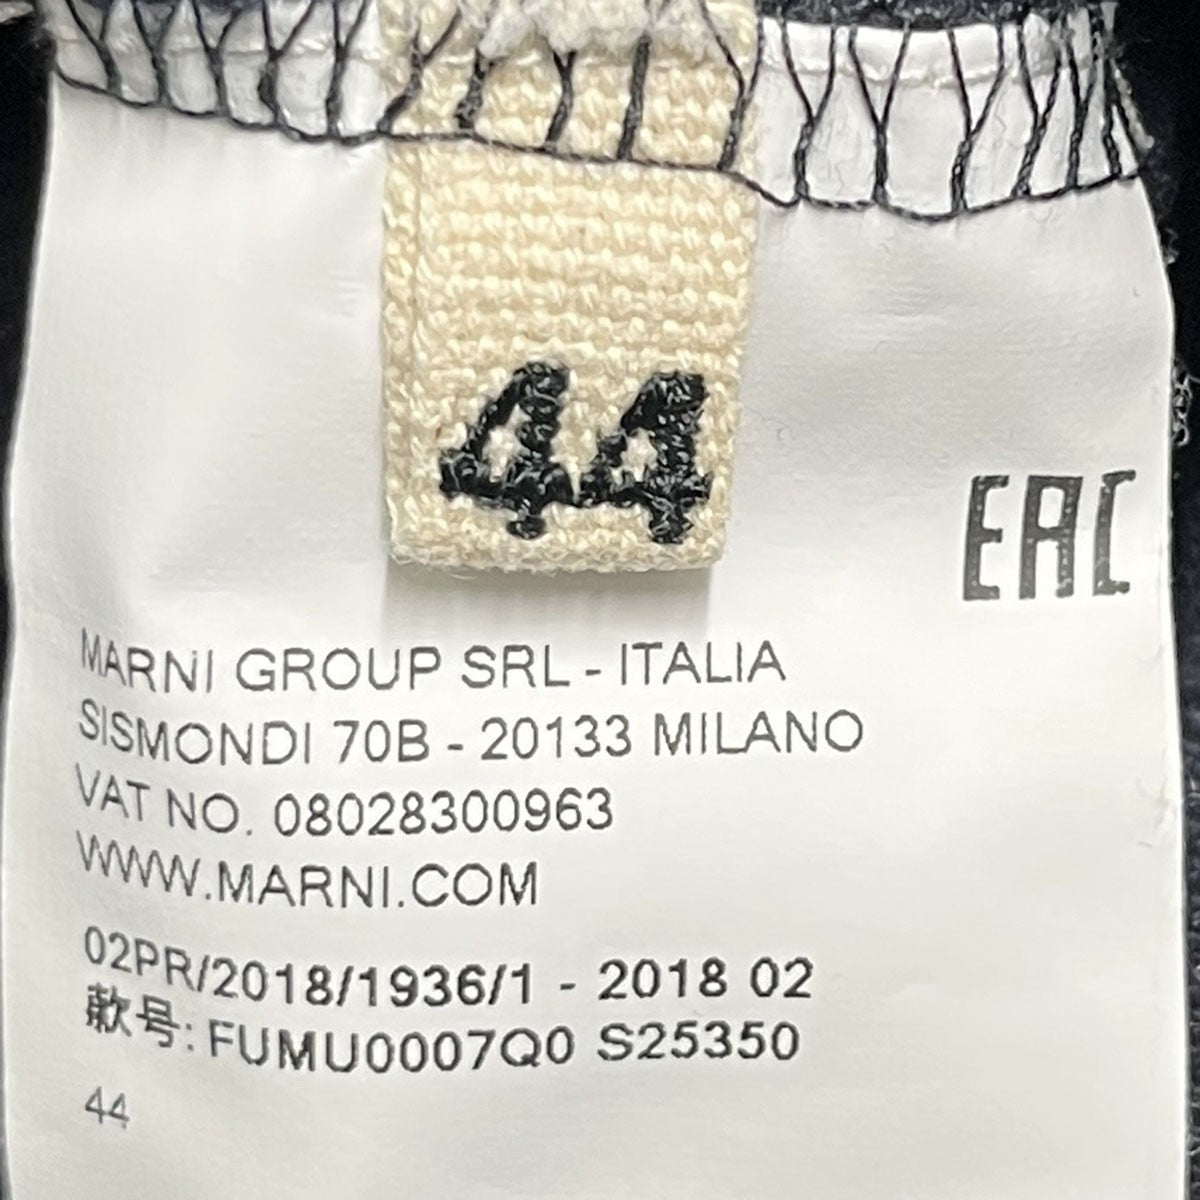 44
EAC
MARNI GROUP SRL - ITALIA
SISMONDI 70B - 20133 MILANO
VAT NO. 08028300963
WWW.MARNI.COM
02PR/2018/1936/1 - 2018 02
款号: FUMU0007Q0 S25350
44